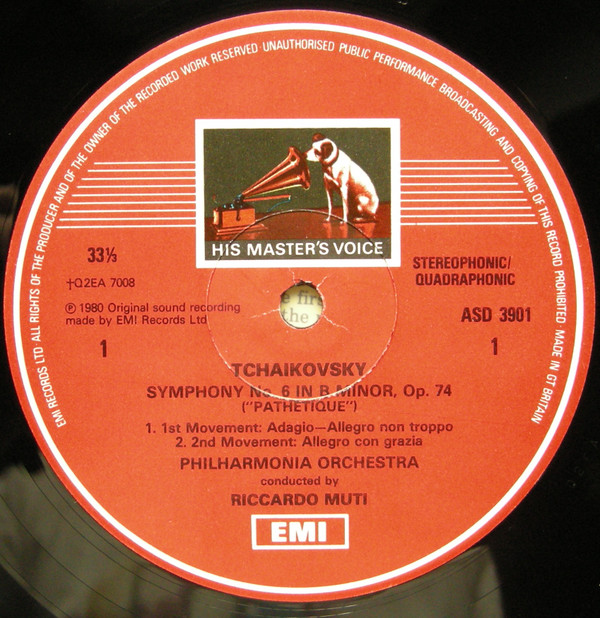 EMI RECORDS LTD· ALL RIGHTS OF THE PRODUCER AND OF THE OWNER OF THE RECORDED WORK RESERVED· UNAUTHORISED PUBLIC PERFORMANCE, BROADCASTING AND COPYING OF THIS RECORD PROHIBITED· MADE IN GT BRITAIN
HIS MASTER'S VOICE
33⅓
STEREOPHONIC/
QUADRAPHONIC
†Q2EA 7008
℗ 1980 Original sound recording
made by EMI Records Ltd
ASD 3901
1
1
the
TCHAIKOVSKY
SYMPHONY No. 6 IN B MINOR, Op. 74
("PATHETIQUE")
1. 1st Movement: Adagio—Allegro non troppo
2. 2nd Movement: Allegro con grazia
PHILHARMONIA ORCHESTRA
conducted by
RICCARDO MUTI
EMI